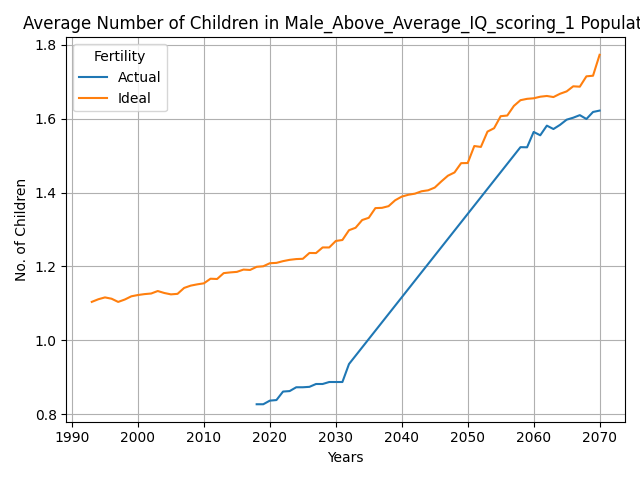 Average Number of Children in Male_Above_Average_IQ_scoring_1 Populat
Fertility
Actual
Ideal
No. of Children
1.8
1.6
1.4
1.2
1.0
0.8
1990 2000 2010 2020 2030 2040 2050 2060 2070
Years